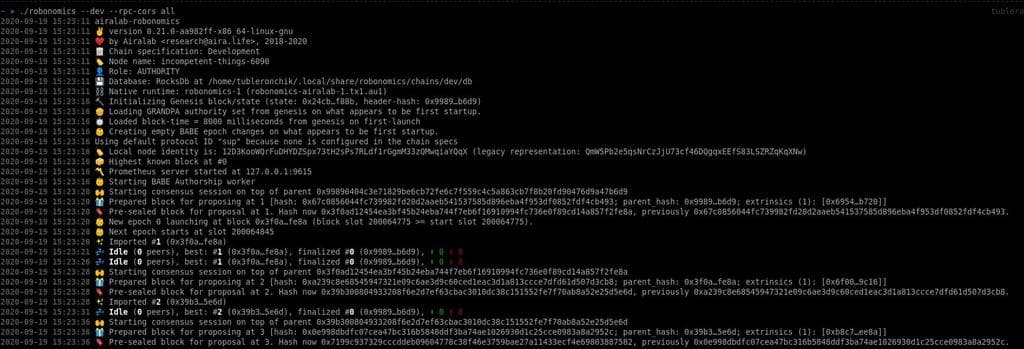 ~ » ./robonomics --dev --rpc-cors all
tublero
2020-09-19 15:23:11 airalab-robonomics
2020-09-19 15:23:11 ✌️ version 0.21.0-aa982ff-x86_64-linux-gnu
2020-09-19 15:23:11 ❤️ by Airalab <research@aira.life>, 2018-2020
2020-09-19 15:23:11 📋 Chain specification: Development
2020-09-19 15:23:11 🏷 Node name: incompetent-things-6090
2020-09-19 15:23:11 👤 Role: AUTHORITY
2020-09-19 15:23:11 💾 Database: RocksDb at /home/tubleronchik/.local/share/robonomics/chains/dev/db
2020-09-19 15:23:11 ⛓ Native runtime: robonomics-1 (robonomics-airalab-1.tx1.au1)
2020-09-19 15:23:16 🔨 Initializing Genesis block/state (state: 0x24cb…f88b, header-hash: 0x9989…b6d9)
2020-09-19 15:23:16 👴 Loading GRANDPA authority set from genesis on what appears to be first startup.
2020-09-19 15:23:16 ⏱ Loaded block-time = 8000 milliseconds from genesis on first-launch
2020-09-19 15:23:16 👶 Creating empty BABE epoch changes on what appears to be first startup.
2020-09-19 15:23:16 Using default protocol ID "sup" because none is configured in the chain specs
2020-09-19 15:23:16 🏷 Local node identity is: 12D3KooWQrFuDHYDZSpx73tH2sPs7RLdf1rGgmM33zQMwqiaYQqX (legacy representation: QmW5Pb2e5qsNrCzJjU73cf46DQgqxEEfS83LSZRZqKqXNw)
2020-09-19 15:23:16 📦 Highest known block at #0
2020-09-19 15:23:16 〽️ Prometheus server started at 127.0.0.1:9615
2020-09-19 15:23:16 👶 Starting BABE Authorship worker
2020-09-19 15:23:20 🙌 Starting consensus session on top of parent 0x99890404c3e71829be6cb72fe6c7f559c4c5a863cb7f8b20fd90476d9a47b6d9
2020-09-19 15:23:20 🎁 Prepared block for proposing at 1 [hash: 0x67c0856044fc739982fd20d2aaeb541537585eba4f953df0852fdf4cb493; parent_hash: 0x9989…b6d9; extrinsics (1): [0x6954…b720]]
2020-09-19 15:23:20 🔖 Pre-sealed block for proposal at 1. Hash now 0x3f0ad12454ea3bf45b24eba744f7eb6f16910994fc736e0f89cd14a857f2fe8a, previously 0x67c0856044fc739982fd20d2aaeb541537585eba4f953df0852fdf4cb493.
2020-09-19 15:23:20 👶 New epoch 0 launching at block 0x3f0a…fe8a (block slot 200064775 >= start slot 200064775).
2020-09-19 15:23:20 👶 Next epoch starts at slot 200064845
2020-09-19 15:23:20 ✨ Imported #1 (0x3f0a…fe8a)
2020-09-19 15:23:21 💤 Idle (0 peers), best: #1 (0x3f0a…fe8a), finalized #0 (0x9989…b6d9), ⬇ 0 ⬆ 0
2020-09-19 15:23:26 💤 Idle (0 peers), best: #1 (0x3f0a…fe8a), finalized #0 (0x9989…b6d9), ⬇ 0 ⬆ 0
2020-09-19 15:23:28 🙌 Starting consensus session on top of parent 0x3f0ad12454ea3bf45b24eba744f7eb6f16910994fc736e0f89cd14a857f2fe8a
2020-09-19 15:23:28 🎁 Prepared block for proposing at 2 [hash: 0xa239c8e68545947321e09c6ae3d9c60ced1eac3d1a813ccce7dfd61d507d3cb8; parent_hash: 0x3f0a…fe8a; extrinsics (1): [0x6f00…9c16]]
2020-09-19 15:23:28 🔖 Pre-sealed block for proposal at 2. Hash now 0x39b300804933208f6e2d7ef63cbac3010dc38c151552fe7f70ab8a52e25d5e6d, previously 0xa239c8e68545947321e09c6ae3d9c60ced1eac3d1a813ccce7dfd61d507d3cb8.
2020-09-19 15:23:28 ✨ Imported #2 (0x39b3…5e6d)
2020-09-19 15:23:31 💤 Idle (0 peers), best: #2 (0x39b3…5e6d), finalized #0 (0x9989…b6d9), ⬇ 0 ⬆ 0
2020-09-19 15:23:36 🙌 Starting consensus session on top of parent 0x39b300804933208f6e2d7ef63cbac3010dc38c151552fe7f70ab8a52e25d5e6d
2020-09-19 15:23:36 🎁 Prepared block for proposing at 3 [hash: 0x0e998dbdfc07cea47bc316b5848ddf3ba74ae1026930d1c25cce0983a8a2952c; parent_hash: 0x39b3…5e6d; extrinsics (1): [0xb8c7…ee8a]]
2020-09-19 15:23:36 🔖 Pre-sealed block for proposal at 3. Hash now 0x7199c937329cccddeb09604778c38f46e3759bae27a11433ecf4e69803887582, previously 0x0e998dbdfc07cea47bc316b5848ddf3ba74ae1026930d1c25cce0983a8a2952c.